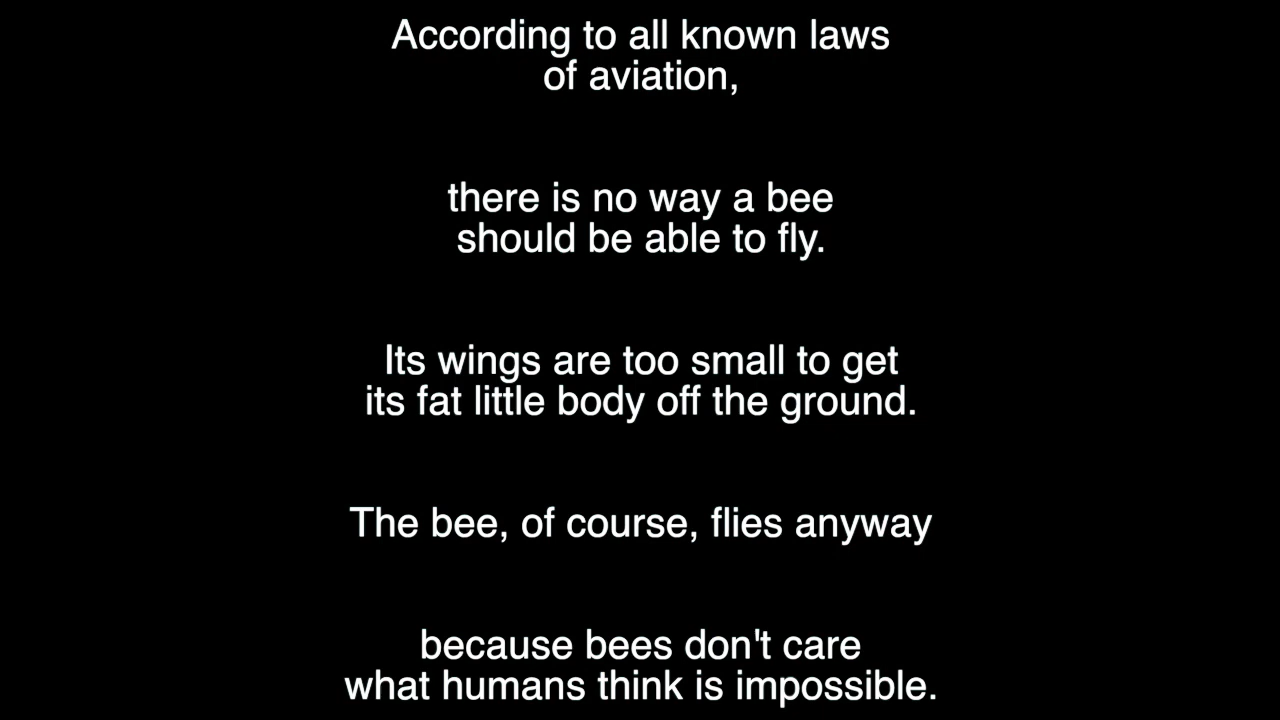 According to all known laws
of aviation,
there is no way a bee
should be able to fly.
Its wings are too small to get
its fat little body off the ground.
The bee, of course, flies anyway
because bees don't care
what humans think is impossible.